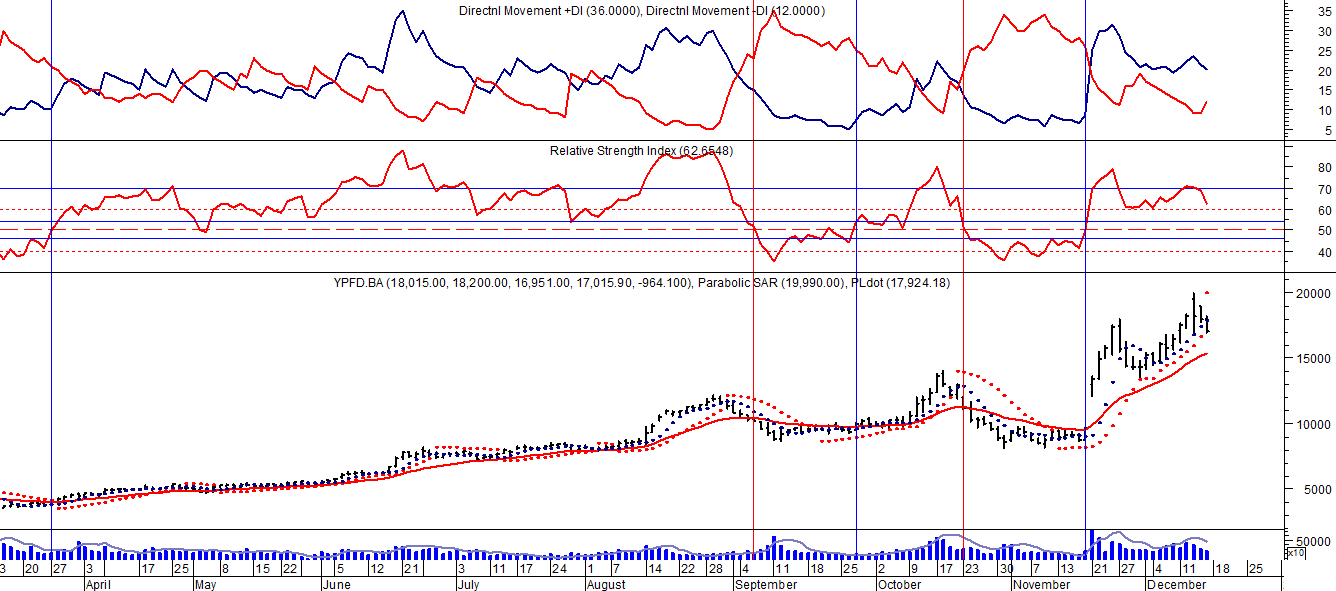 Directnl Movement +DI (36.0000), Directnl Movement -DI (12.0000)
35
30
25
20
15
10
5
Relative Strength Index (62.6548)
80
70
60
50
40
YPFD.BA (18,015.00, 18,200.00, 16,951.00, 17,015.90, -964.100), Parabolic SAR (19,990.00), PLdot (17,924.18)
20000
15000
10000
5000
50000
x10
3 20 27 3 17 25 8 15 22 5 12 21 3 11 17 24 1 7 14 22 28 4 11 18 25 2 9 17 23 30 7 13 21 27 4 11 18 25
April May June July August September October November December